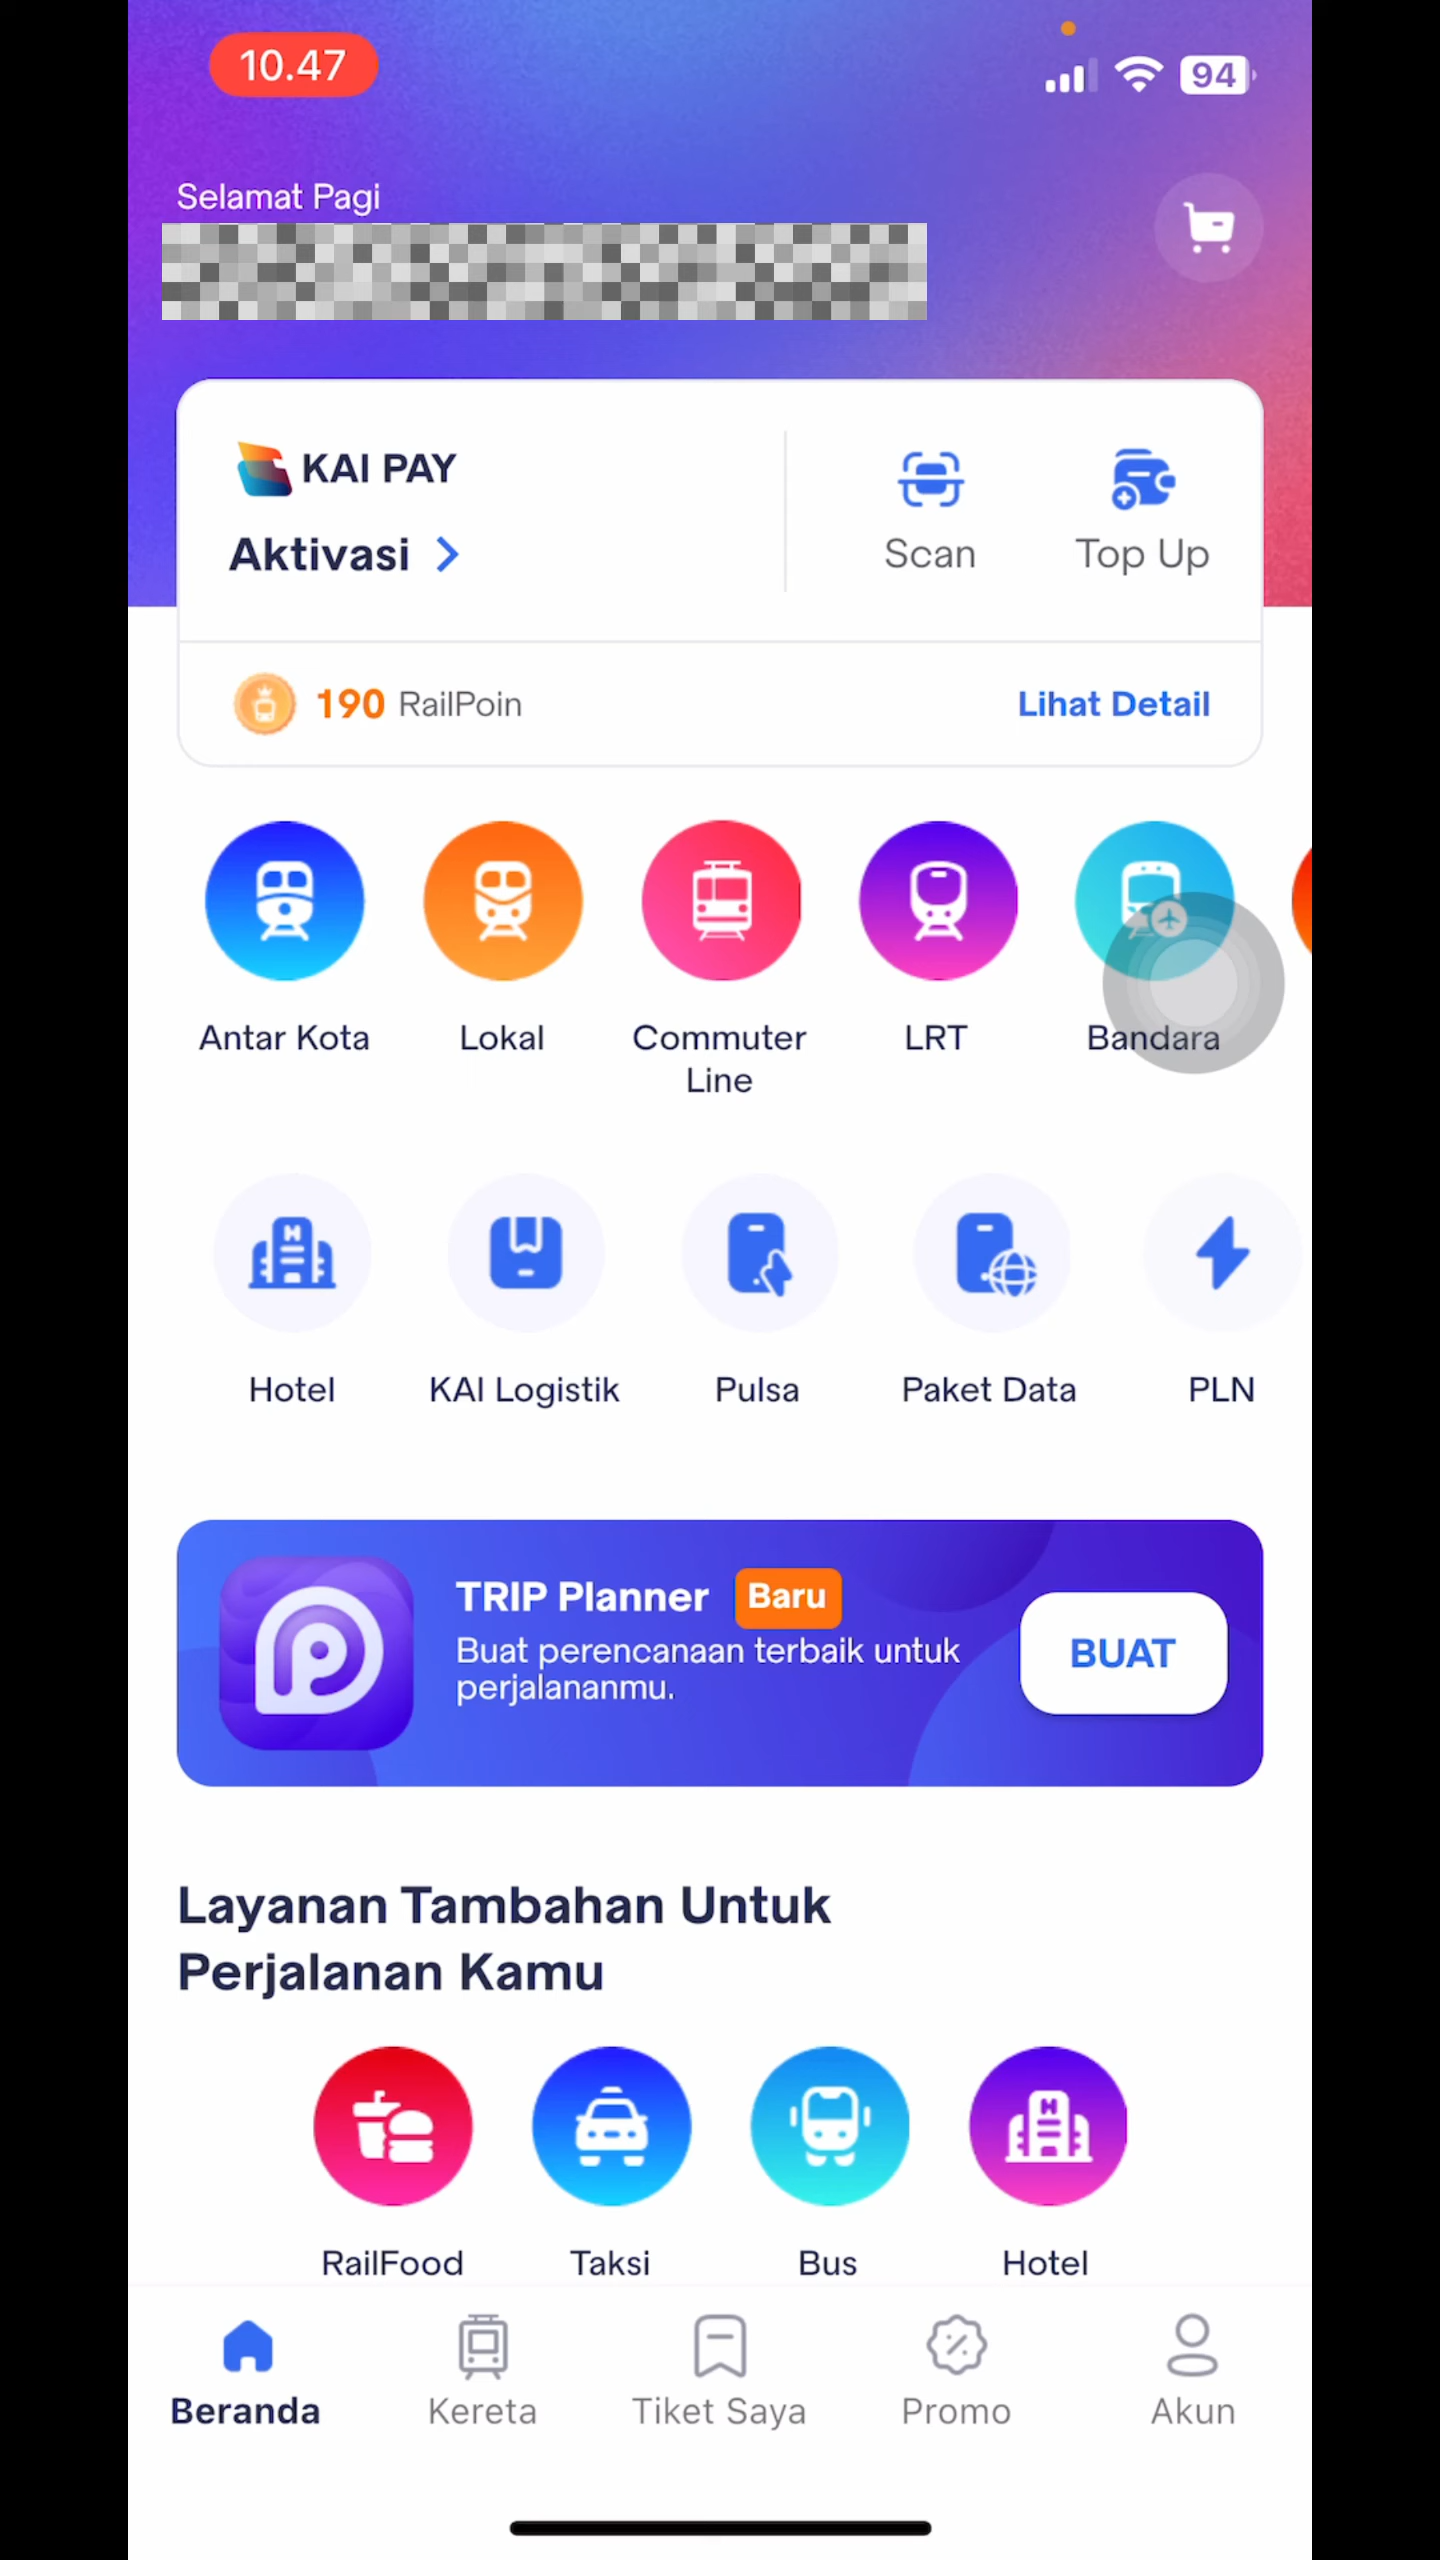 10.47
94
Selamat Pagi
KAI PAY
Aktivasi
Scan
Top Up
190 RailPoin
Lihat Detail
Antar Kota
Lokal
Commuter
Line
LRT
Bandara
Hotel
KAI Logistik
Pulsa
Paket Data
PLN
TRIP Planner
Baru
Buat perencanaan terbaik untuk
perjalananmu.
BUAT
Layanan Tambahan Untuk
Perjalanan Kamu
RailFood
Taksi
Bus
Hotel
Beranda
Kereta
Tiket Saya
Promo
Akun